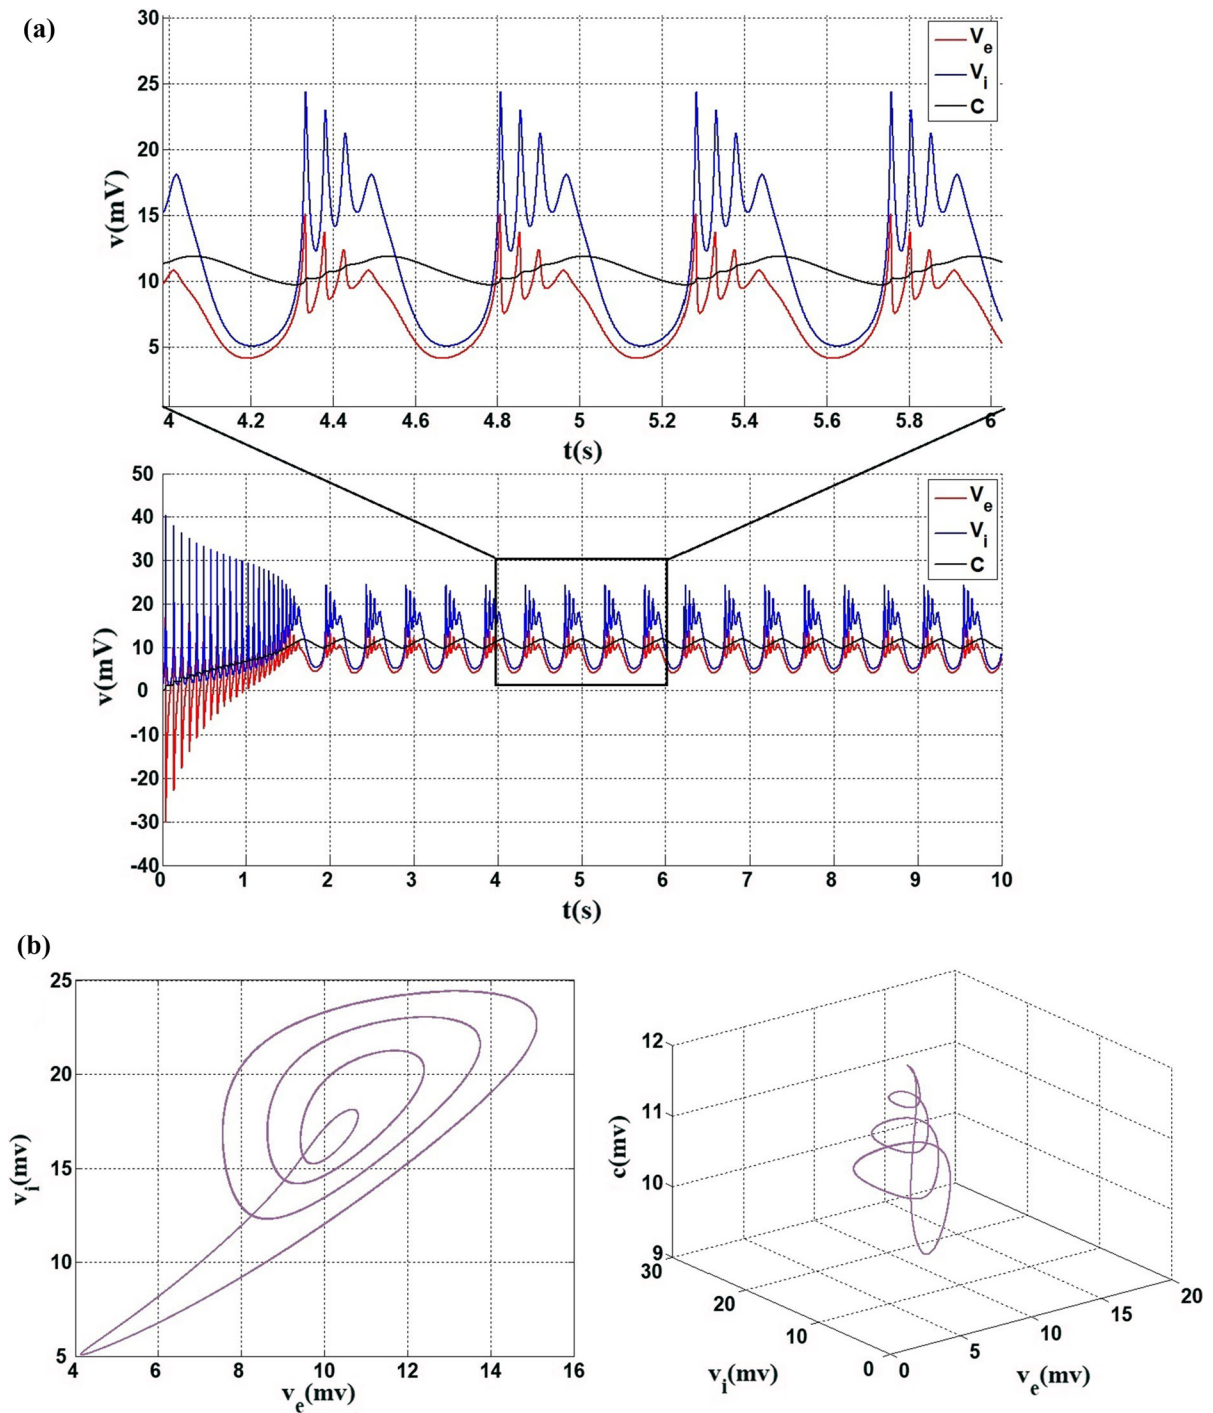 (a)
30
25
20
15
10
5
v(mV)
V_e
V_i
C
4 4.2 4.4 4.6 4.8 5 5.2 5.4 5.6 5.8 6
t(s)
50
40
30
20
10
0
-10
-20
-30
-40
v(mV)
V_e
V_i
C
0 1 2 3 4 5 6 7 8 9 10
t(s)
(b)
25
20
15
10
5
v_i(mv)
4 6 8 10 12 14 16
v_e(mv)
12
11
10
9
c(mv)
30
20
10
0
v_i(mv)
0
5
10
15
20
v_e(mv)